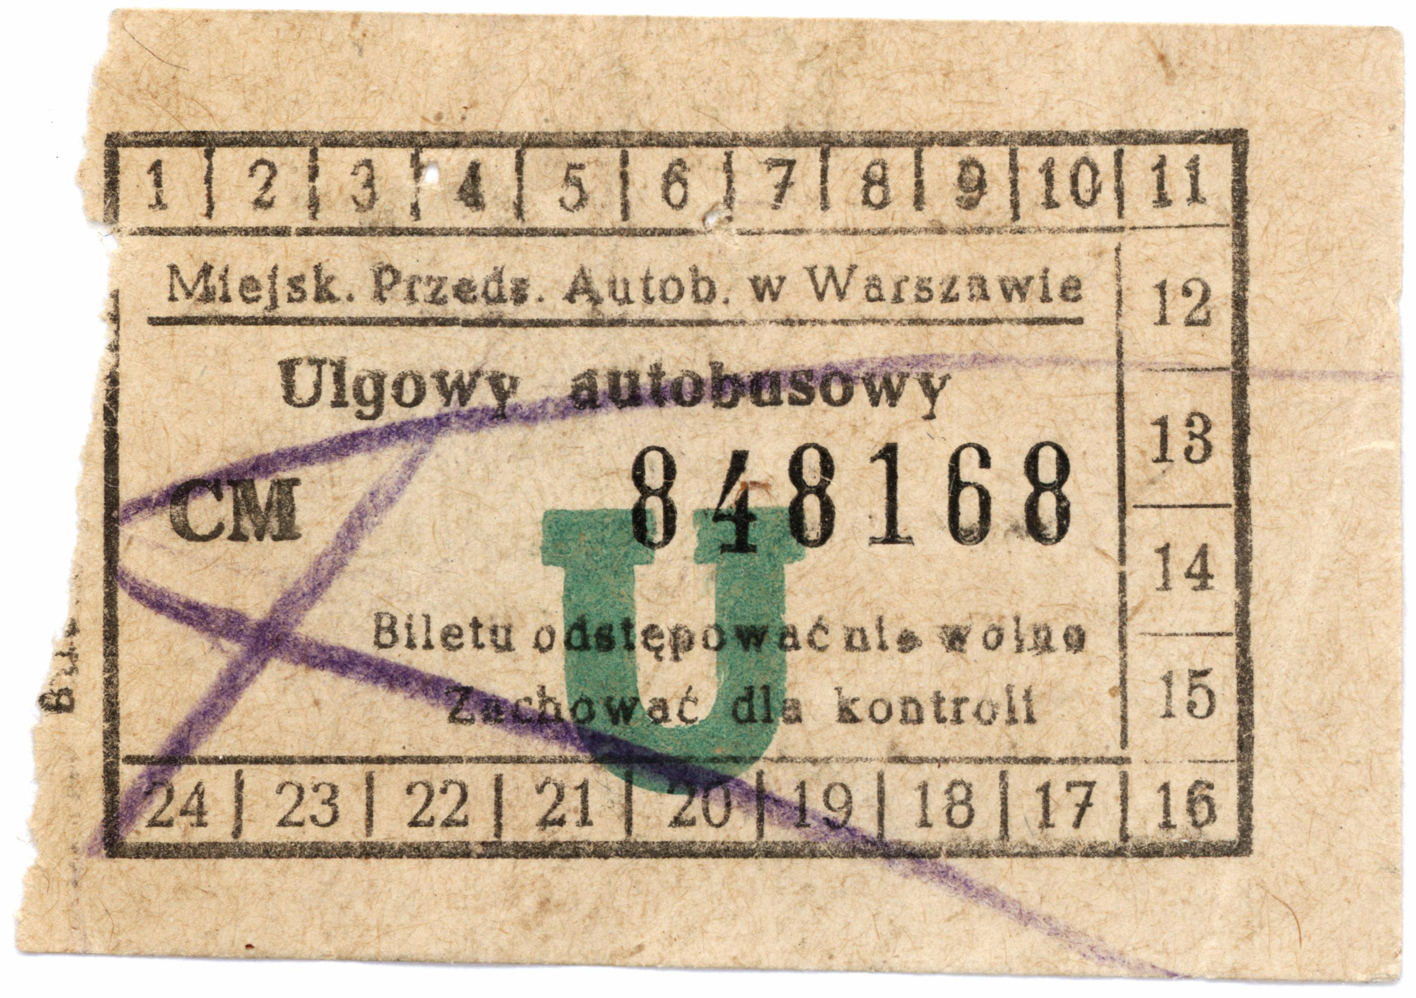 1 2 3 4 5 6 7 8 9 10 11
Miejsk. Przeds. Autob. w Warszawie
12
Ulgowy autobusowy
13
CM 848168
U
14
Biletu odstępować nie wolno
Zachować dla kontroli
15
24 23 22 21 20 19 18 17 16